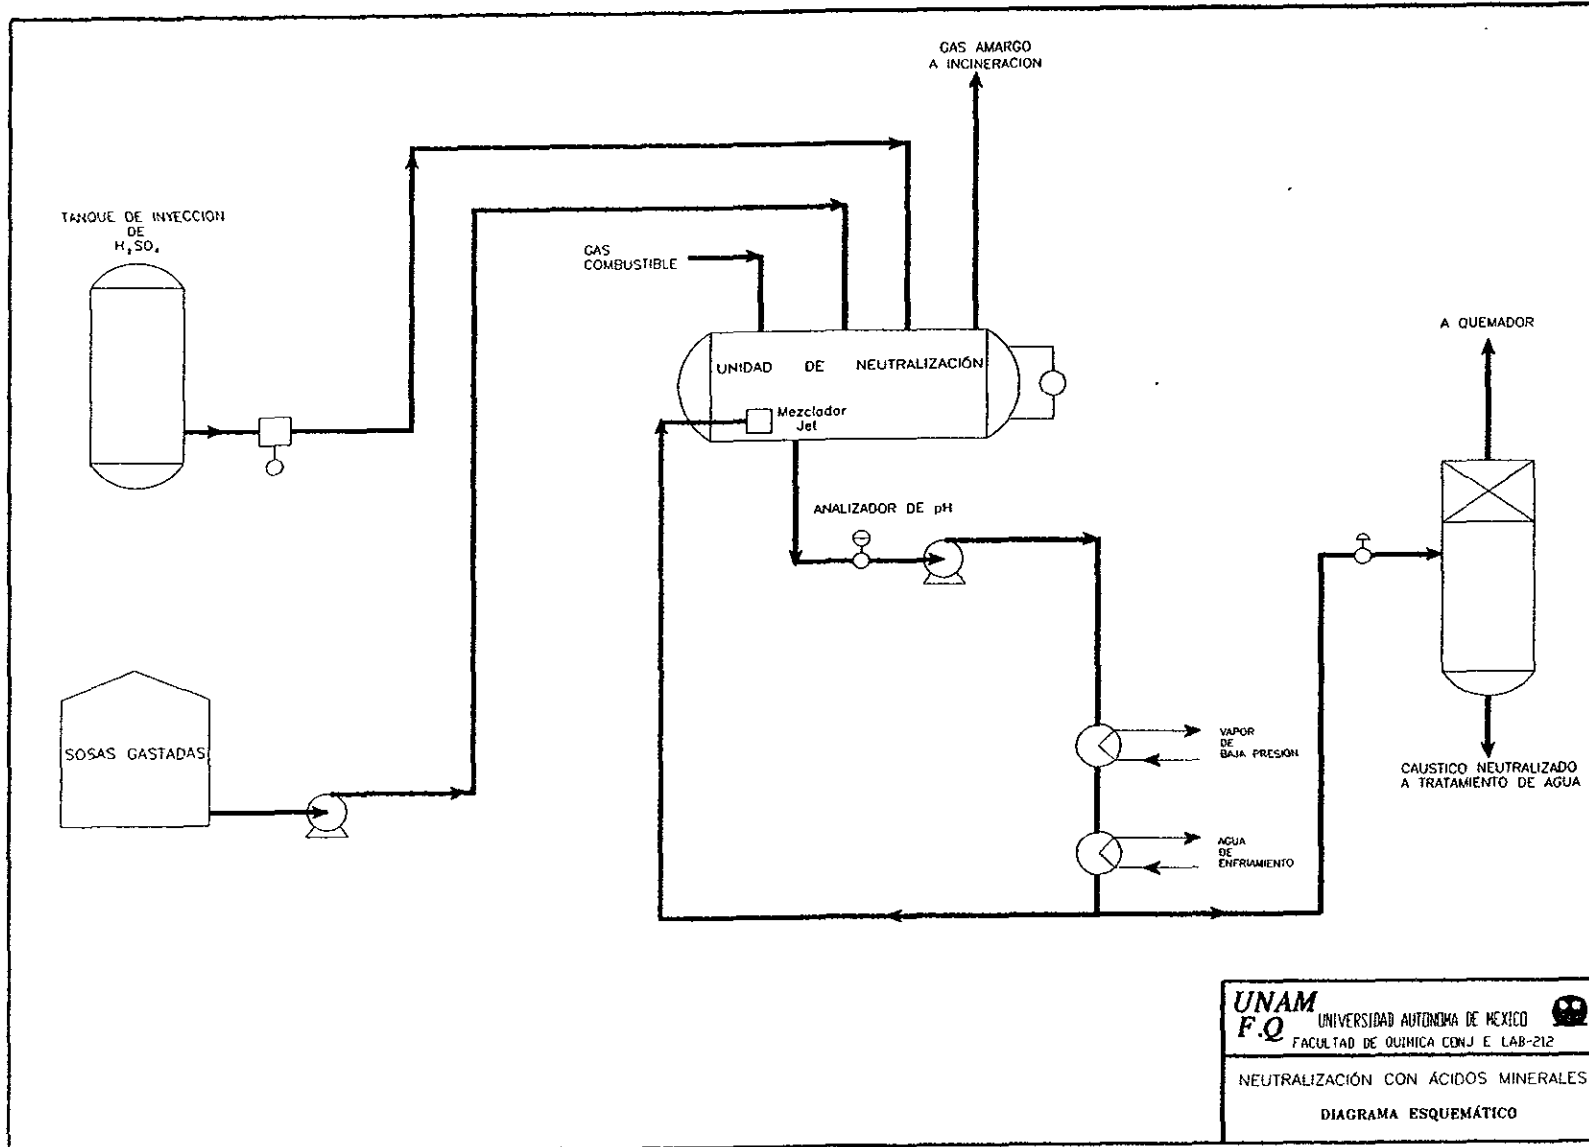 GAS AMARGO
A INCINERACION
TANQUE DE INYECCION
DE
H₂SO₄
GAS
COMBUSTIBLE
A QUEMADOR
UNIDAD DE NEUTRALIZACIÓN
Mezclador
Jet
ANALIZADOR DE pH
SOSAS GASTADAS
VAPOR
DE
BAJA PRESION
CAUSTICO NEUTRALIZADO
A TRATAMIENTO DE AGUA
AGUA
DE
ENFRIAMIENTO
UNAM
F.Q
UNIVERSIDAD AUTONOMA DE MEXICO
FACULTAD DE QUIMICA CONJ E LAB-212
NEUTRALIZACIÓN CON ÁCIDOS MINERALES
DIAGRAMA ESQUEMÁTICO